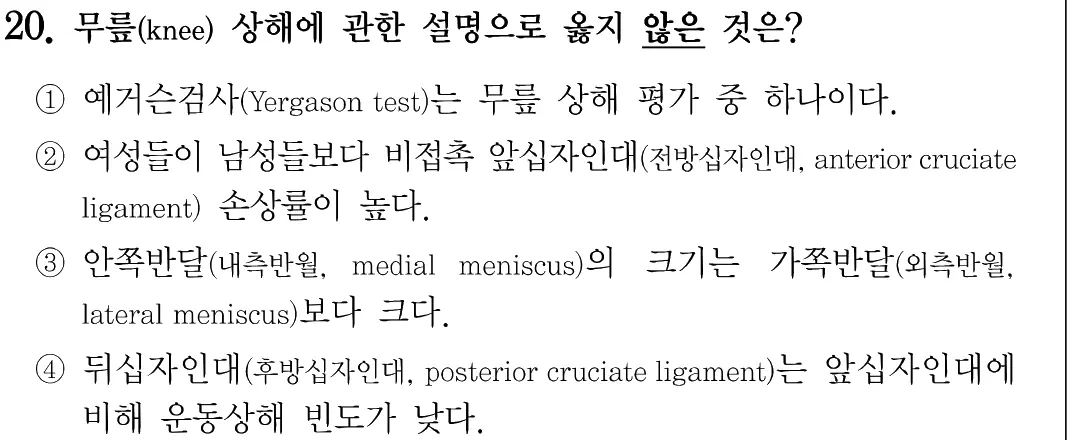 20. 무릎(knee) 상해에 관한 설명으로 옳지 않은 것은?
① 예거슨검사(Yergason test)는 무릎 상해 평가 중 하나이다.
② 여성들이 남성들보다 비접촉 앞십자인대(전방십자인대, anterior cruciate
ligament) 손상률이 높다.
③ 안쪽반달(내측반월, medial meniscus)의 크기는 가쪽반달(외측반월,
lateral meniscus)보다 크다.
④ 뒤십자인대(후방십자인대, posterior cruciate ligament)는 앞십자인대에
비해 운동상해 빈도가 낮다.